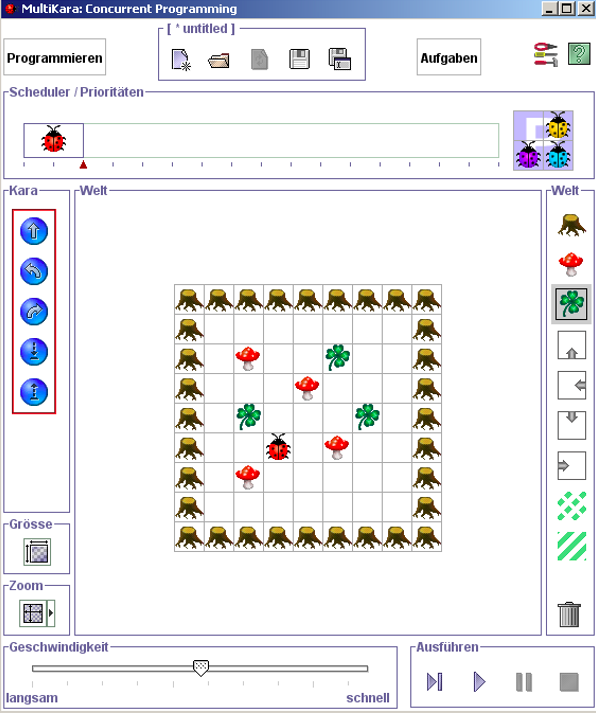 MultiKara: Concurrent Programming
Programmieren
[ * untitled ]
Aufgaben
?
Scheduler / Prioritäten
Kara
Welt
Welt
Grösse
Zoom
Geschwindigkeit
langsam
schnell
Ausführen